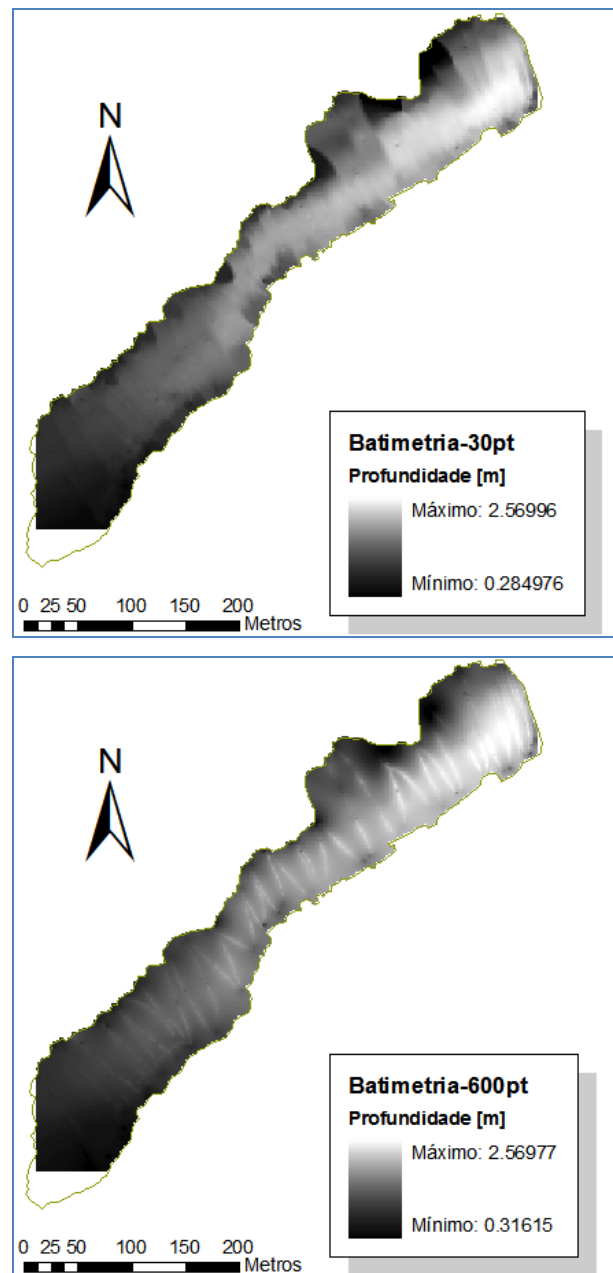 N
Batimetria-30pt
Profundidade [m]
Máximo: 2.56996
Mínimo: 0.284976
0 25 50 100 150 200
Metros
N
Batimetria-600pt
Profundidade [m]
Máximo: 2.56977
Mínimo: 0.31615
0 25 50 100 150 200
Metros